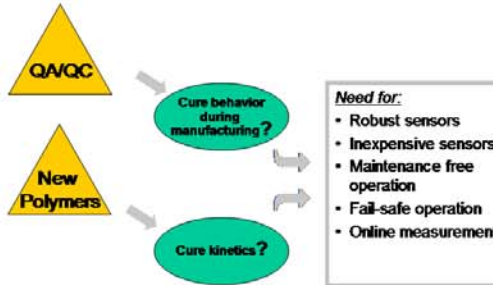 QA/QC
Cure behavior
during
manufacturing?
New
Polymers
Cure kinetics?
Need for:
• Robust sensors
• Inexpensive sensors
• Maintenance free
operation
• Fail-safe operation
• Online measuremen